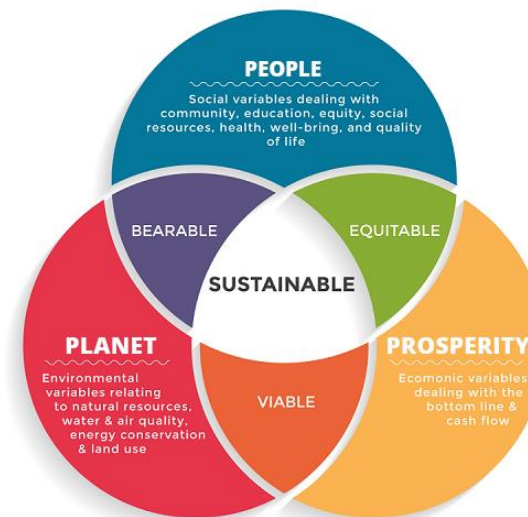 PEOPLE
Social variables dealing with
community, education, equity, social
resources, health, well-bring, and quality
of life
BEARABLE
EQUITABLE
SUSTAINABLE
PLANET
Environmental
variables relating
to natural resources,
water & air quality,
energy conservation
& land use
PROSPERITY
Ecomonic variables
dealing with the
bottom line &
cash flow
VIABLE